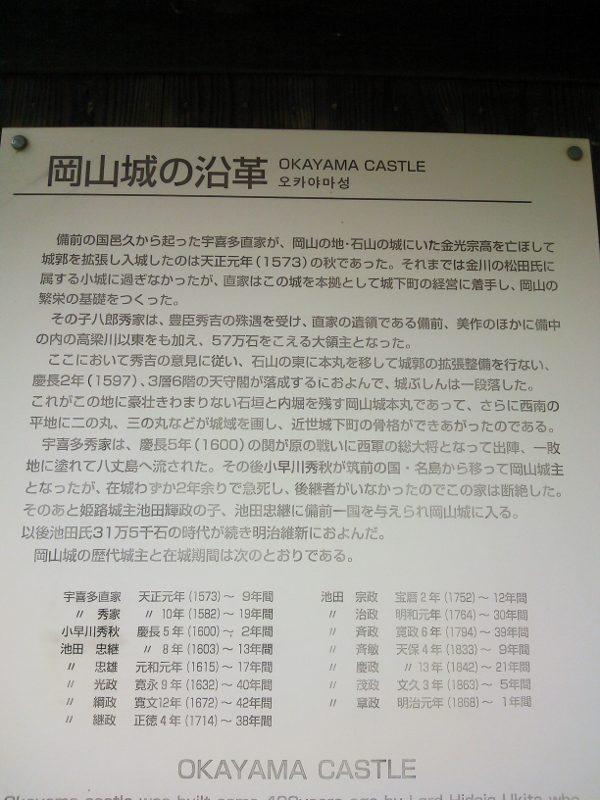 岡山城の沿革 OKAYAMA CASTLE
오카야마성
備前の国邑久から起った宇喜多直家が、岡山の地･石山の城にいた金光宗高を亡ぼして
城郭を拡張し入城したのは天正元年(1573)の秋であった。それまでは金川の松田氏に
属する小城に過ぎなかったが、直家はこの城を本拠として城下町の経営に着手し、岡山の
繁栄の基礎をつくった。
その子八郎秀家は、豊臣秀吉の殊遇を受け、直家の遺領である備前、美作のほかに備中
の内の高梁川以東をも加え、57万石をこえる大領主となった。
ここにおいて秀吉の意見に従い、石山の東に本丸を移して城郭の拡張整備を行ない、
慶長2年(1597)、3層6階の天守閣が落成するにおよんで、城ぶしんは一段落した。
これがこの地に豪壮きわまりない石垣と内堀を残す岡山城本丸であって、さらに西南の
平地に二の丸、三の丸などが城域を画し、近世城下町の骨格ができあがったのである。
宇喜多秀家は、慶長5年(1600)の関が原の戦いに西軍の総大将となって出陣、一敗
地に塗れて八丈島へ流された。その後小早川秀秋が筑前の国・名島から移って岡山城主
となったが、在城わずか2年余りで急死し、後継者がいなかったのでこの家は断絶した。
そのあと姫路城主池田輝政の子、池田忠継に備前一国を与えられ岡山城に入る。
以後池田氏31万5千石の時代が続き明治維新におよんだ。
岡山城の歴代城主と在城期間は次のとおりである。
宇喜多直家 天正元年(1573)〜 9年間
〃 秀家 〃 10年(1582)〜 19年間
小早川秀秋 慶長5年(1600)〜 2年間
池田 忠継 〃 8年(1603)〜 13年間
〃 忠雄 元和元年(1615)〜 17年間
〃 光政 寛永9年(1632)〜 40年間
〃 綱政 寛文12年(1672)〜 42年間
〃 継政 正徳4年(1714)〜 38年間
池田 宗政 宝暦2年(1752)〜 12年間
〃 治政 明和元年(1764)〜 30年間
〃 斉政 寛政6年(1794)〜 39年間
〃 斉敏 天保4年(1833)〜 9年間
〃 慶政 〃 13年(1842)〜 21年間
〃 茂政 文久3年(1863)〜 5年間
〃 章政 明治元年(1868)〜 1年間
OKAYAMA CASTLE
Okayama castle was built some 400years ago by Lord Hideie Ukita who